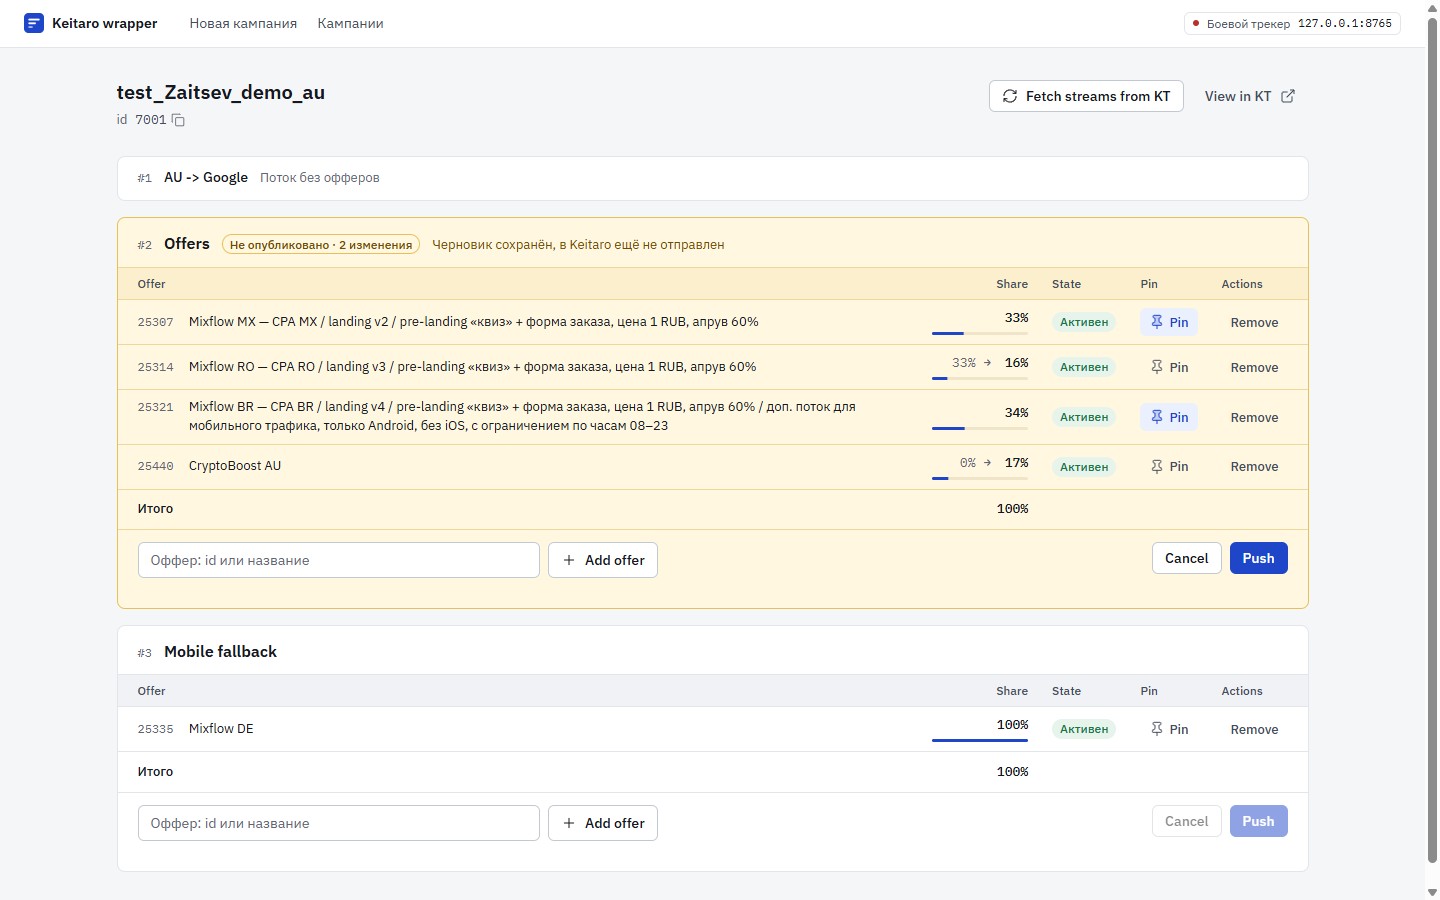 Keitaro wrapper Новая кампания Кампании Боевой трекер 127.0.0.1:8765
test_Zaitsev_demo_au Fetch streams from KT View in KT
id 7001
#1 AU -> Google Поток без офферов
#2 Offers Не опубликовано · 2 изменения Черновик сохранён, в Keitaro ещё не отправлен
Offer Share State Pin Actions
25307 Mixflow MX — CPA MX / landing v2 / pre-landing «квиз» + форма заказа, цена 1 RUB, апрув 60% 33% Активен Pin Remove
25314 Mixflow RO — CPA RO / landing v3 / pre-landing «квиз» + форма заказа, цена 1 RUB, апрув 60% 33% → 16% Активен Pin Remove
25321 Mixflow BR — CPA BR / landing v4 / pre-landing «квиз» + форма заказа, цена 1 RUB, апрув 60% / доп. поток для
мобильного трафика, только Android, без iOS, с ограничением по часам 08–23 34% Активен Pin Remove
25440 CryptoBoost AU 0% → 17% Активен Pin Remove
Итого 100%
Оффер: id или название Add offer Cancel Push
#3 Mobile fallback
Offer Share State Pin Actions
25335 Mixflow DE 100% Активен Pin Remove
Итого 100%
Оффер: id или название Add offer Cancel Push